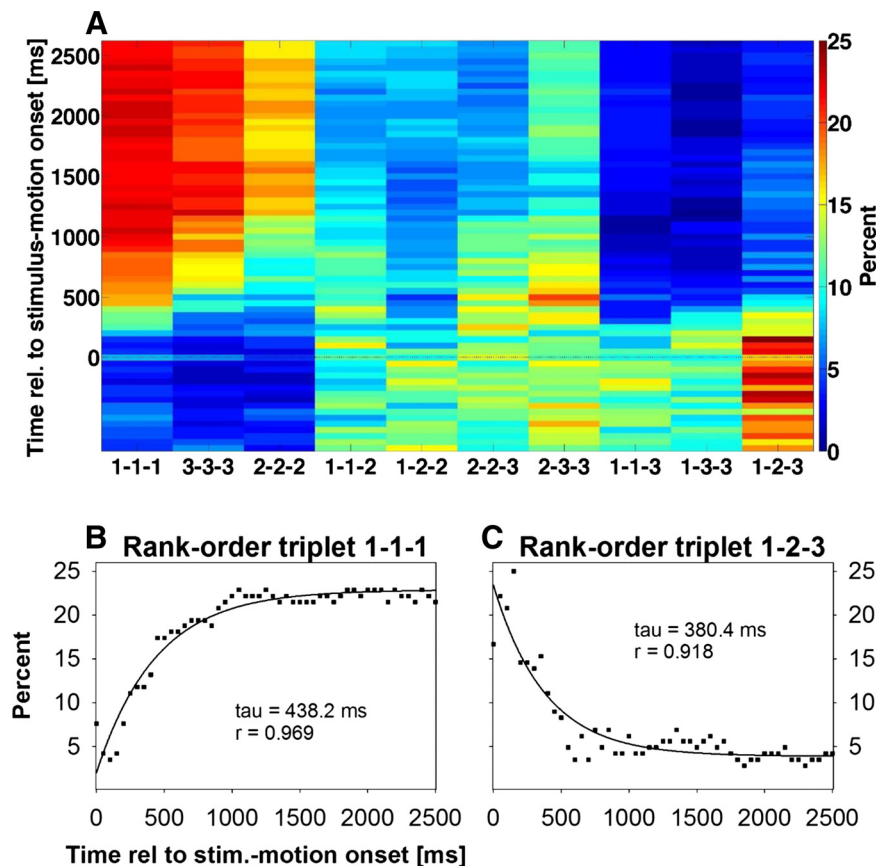 A
Time rel. to stimulus-motion onset [ms]
2500
2000
1500
1000
500
0
1-1-1 3-3-3 2-2-2 1-1-2 1-2-2 2-2-3 2-3-3 1-1-3 1-3-3 1-2-3
25
20
15
10
5
0
Percent
B Rank-order triplet 1-1-1
Percent
25
20
15
10
5
tau = 438.2 ms
r = 0.969
0 500 1000 1500 2000 2500
Time rel to stim.-motion onset [ms]
C Rank-order triplet 1-2-3
25
20
15
10
5
tau = 380.4 ms
r = 0.918
0 500 1000 1500 2000 2500